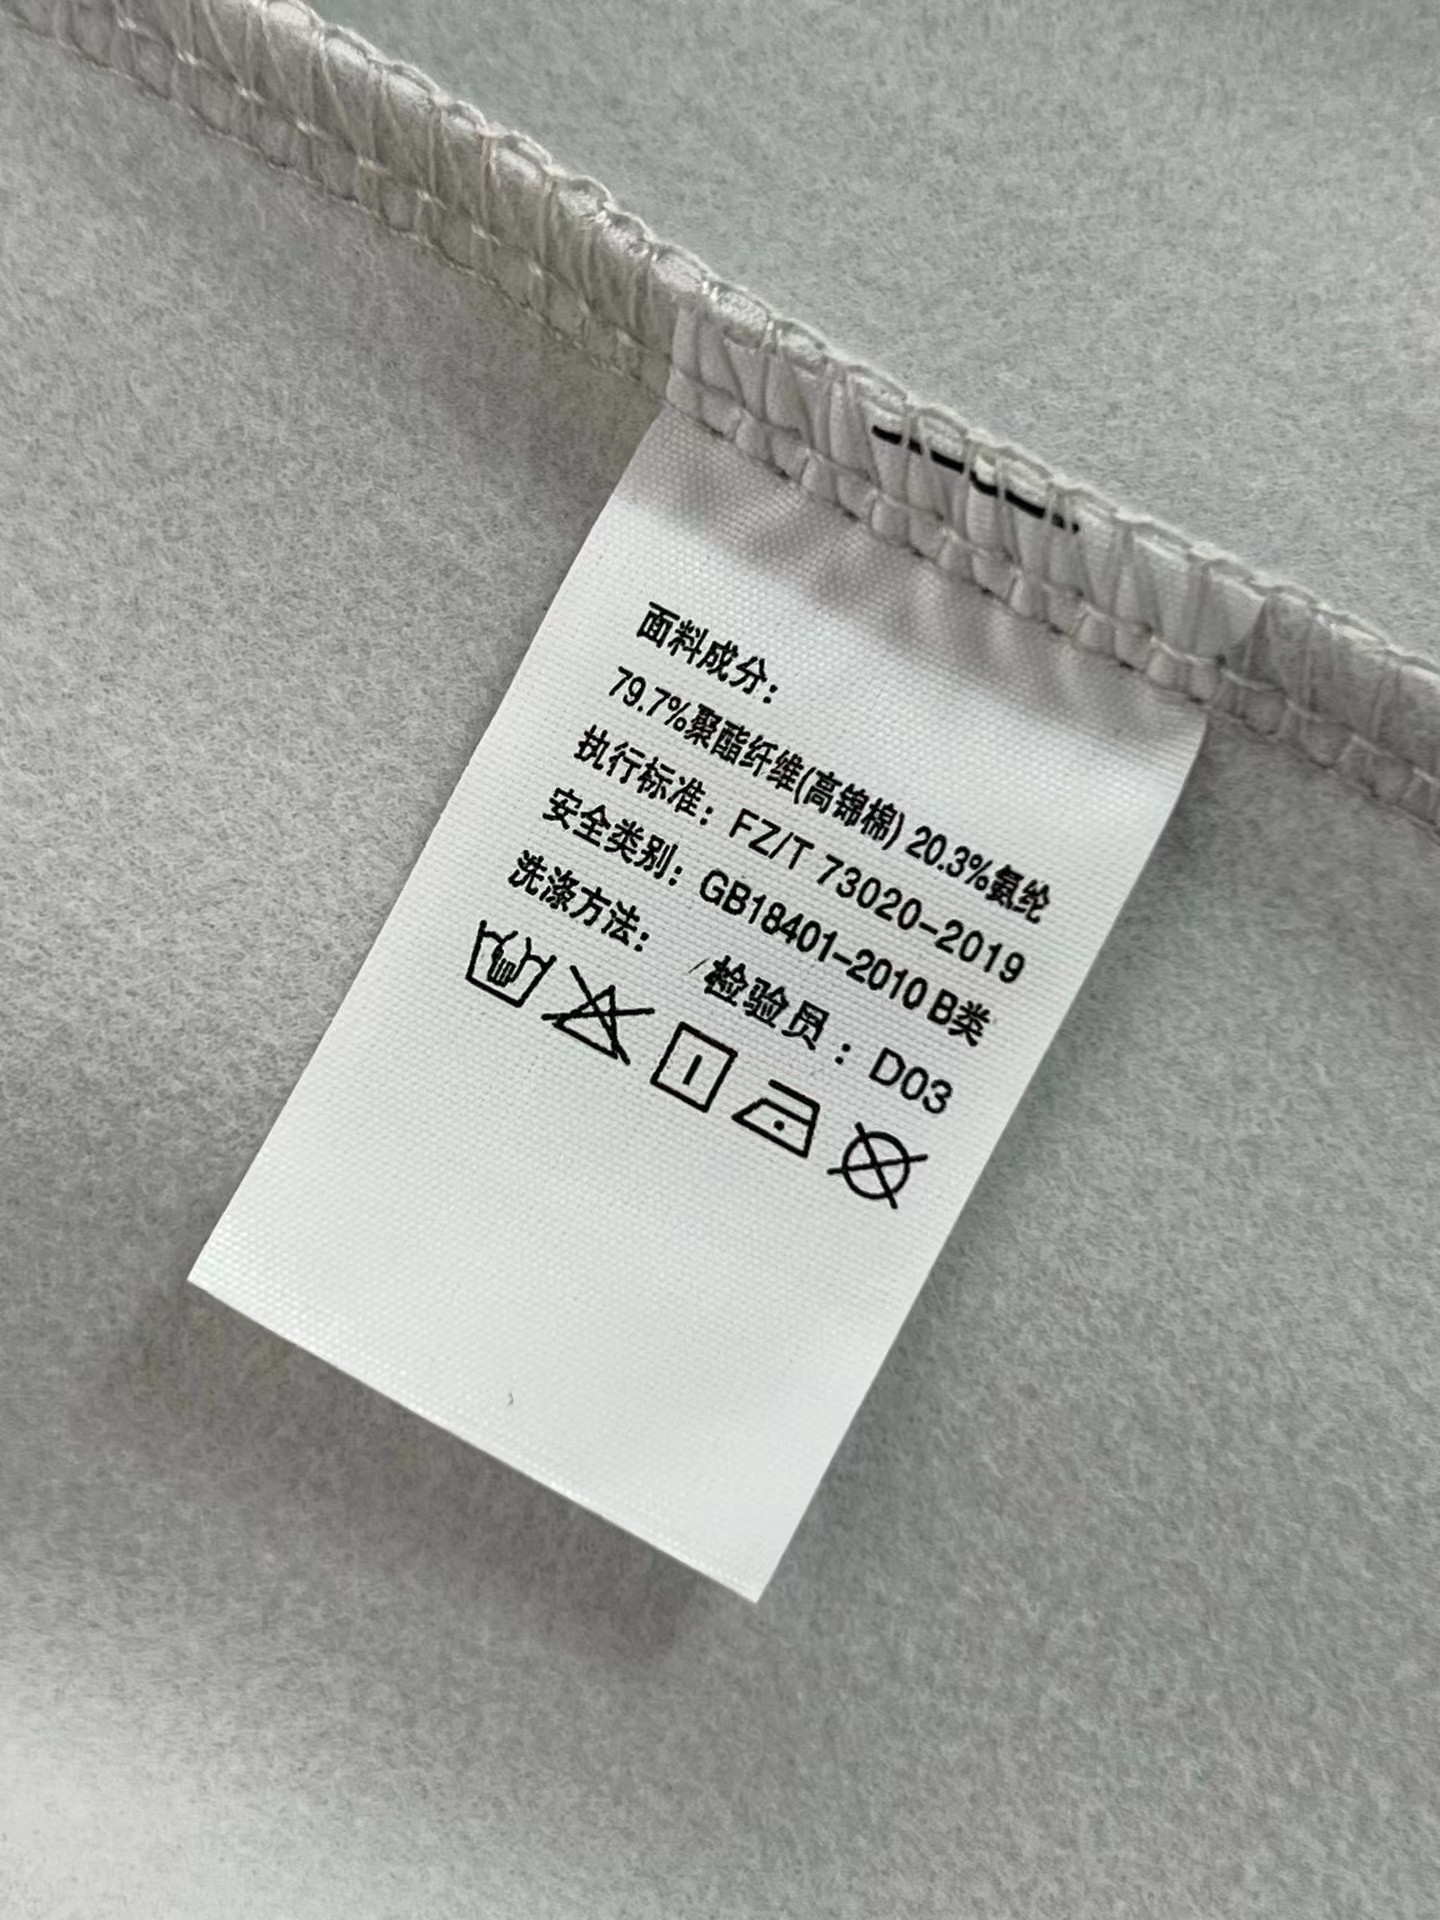 面料成分：
79.7%聚酯纤维(高锦棉) 20.3%氨纶
执行标准：FZ/T 73020-2019
安全类别：GB18401-2010 B类
洗涤方法： 检验员：D03